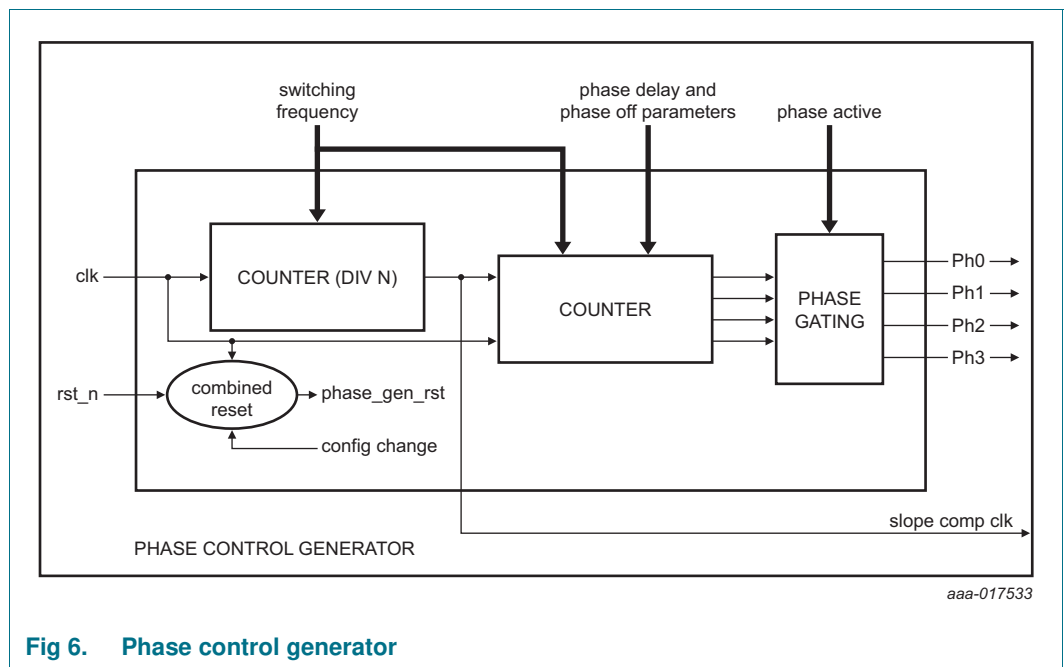 switching
frequency
phase delay and
phase off parameters
phase active
clk
COUNTER (DIV N)
COUNTER
PHASE
GATING
Ph0
Ph1
Ph2
Ph3
rst_n
combined
reset
phase_gen_rst
config change
slope comp clk
PHASE CONTROL GENERATOR
aaa-017533
Fig 6. Phase control generator